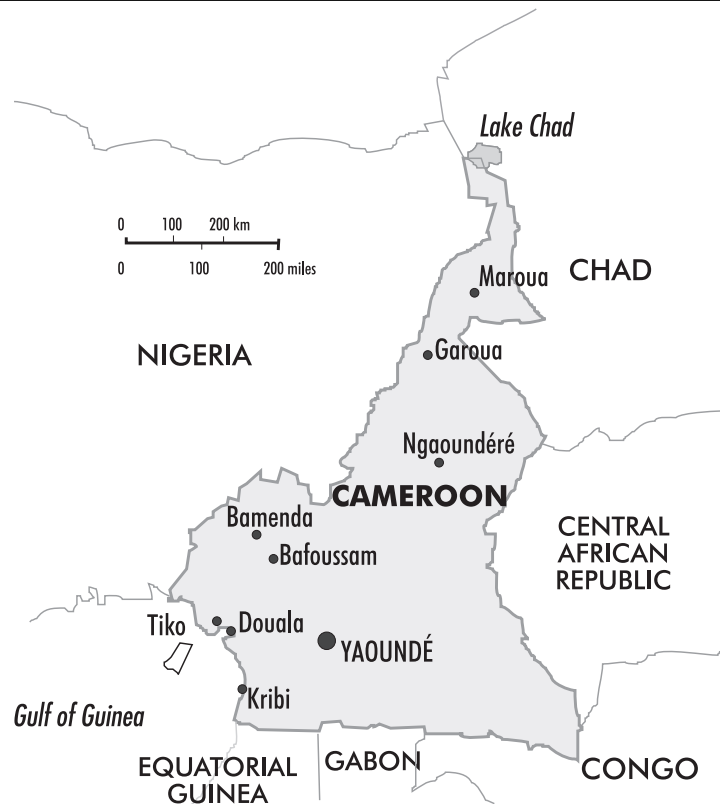 Lake Chad
0 100 200 km
0 100 200 miles
Maroua
CHAD
NIGERIA
Garoua
Ngaoundéré
CAMEROON
Bamenda
CENTRAL
AFRICAN
REPUBLIC
Bafoussam
Tiko
Douala
YAOUNDÉ
Kribi
Gulf of Guinea
EQUATORIAL
GUINEA
GABON
CONGO